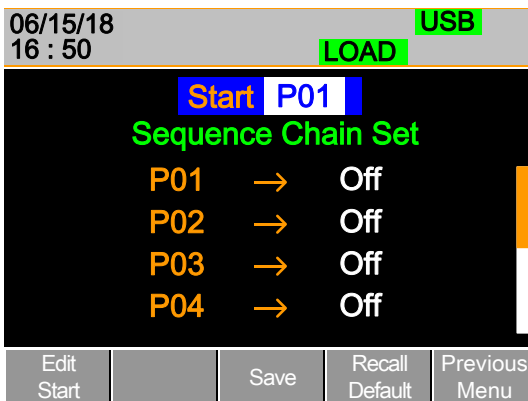 06/15/18 USB
16 : 50 LOAD
Start P01
Sequence Chain Set
P01 → Off
P02 → Off
P03 → Off
P04 → Off
Edit Start
Save
Recall Default
Previous Menu